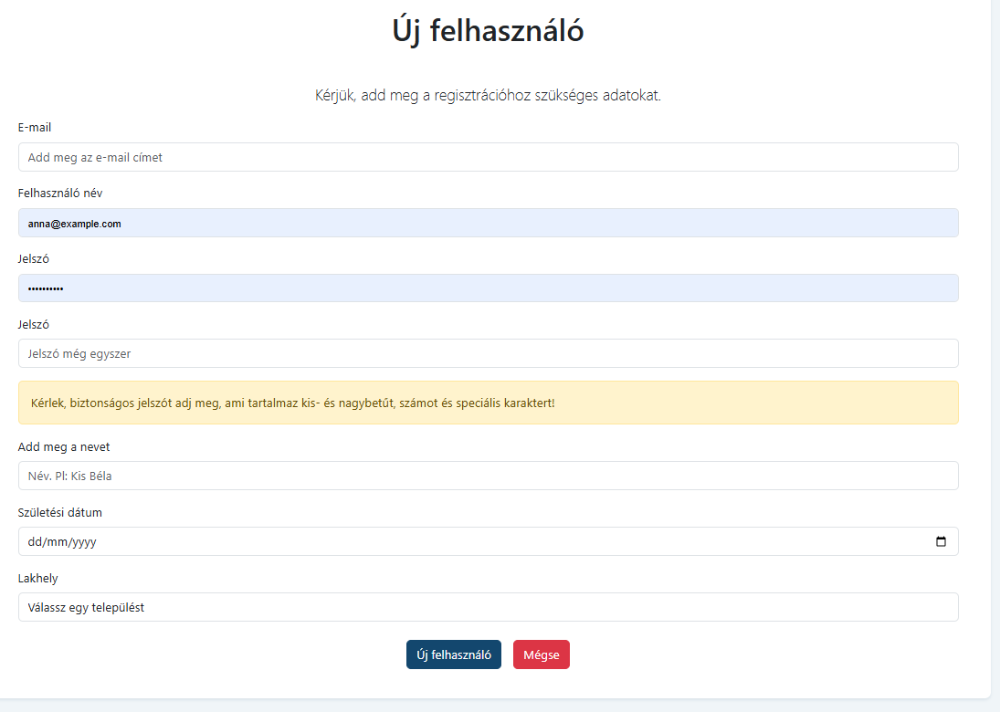 Új felhasználó
Kérjük, add meg a regisztrációhoz szükséges adatokat.
E-mail
Add meg az e-mail címet
Felhasználó név
anna@example.com
Jelszó
••••••••••
Jelszó
Jelszó még egyszer
Kérlek, biztonságos jelszót adj meg, ami tartalmaz kis- és nagybetűt, számot és speciális karaktert!
Add meg a nevet
Név. Pl: Kis Béla
Születési dátum
dd/mm/yyyy
Lakhely
Válassz egy települést
Új felhasználó Mégse